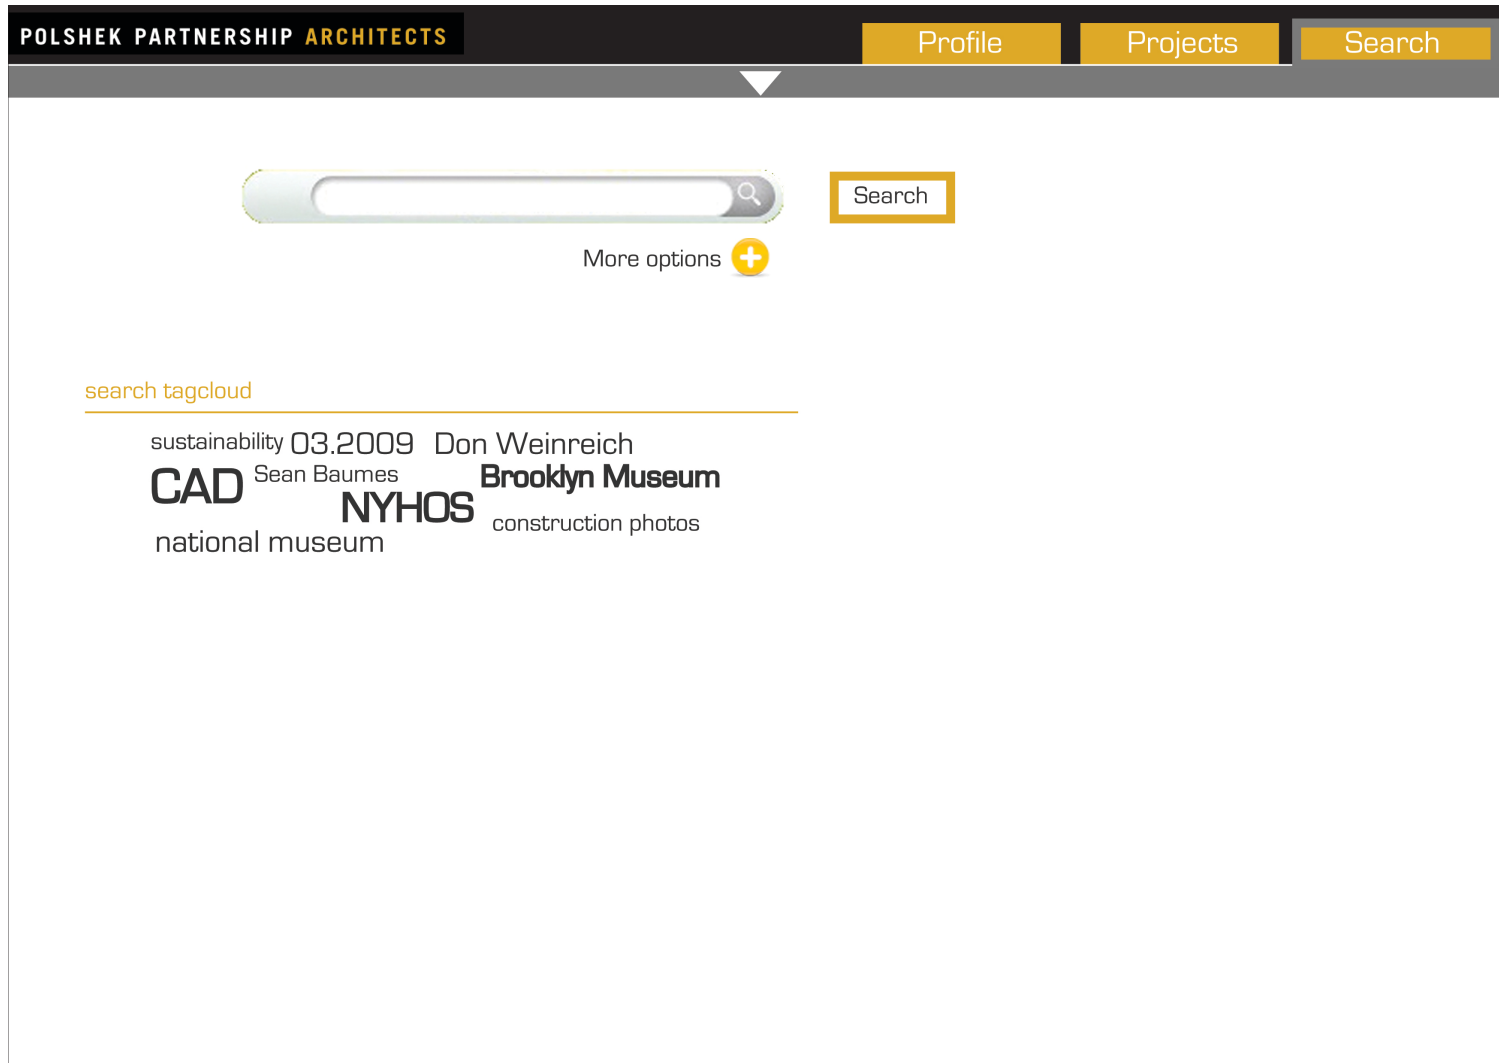 POLSHEK PARTNERSHIP ARCHITECTS
Profile
Projects
Search
Search
More options
search tagcloud
sustainability 03.2009 Don Weinreich
CAD Sean Baumes Brooklyn Museum
NYHOS construction photos
national museum